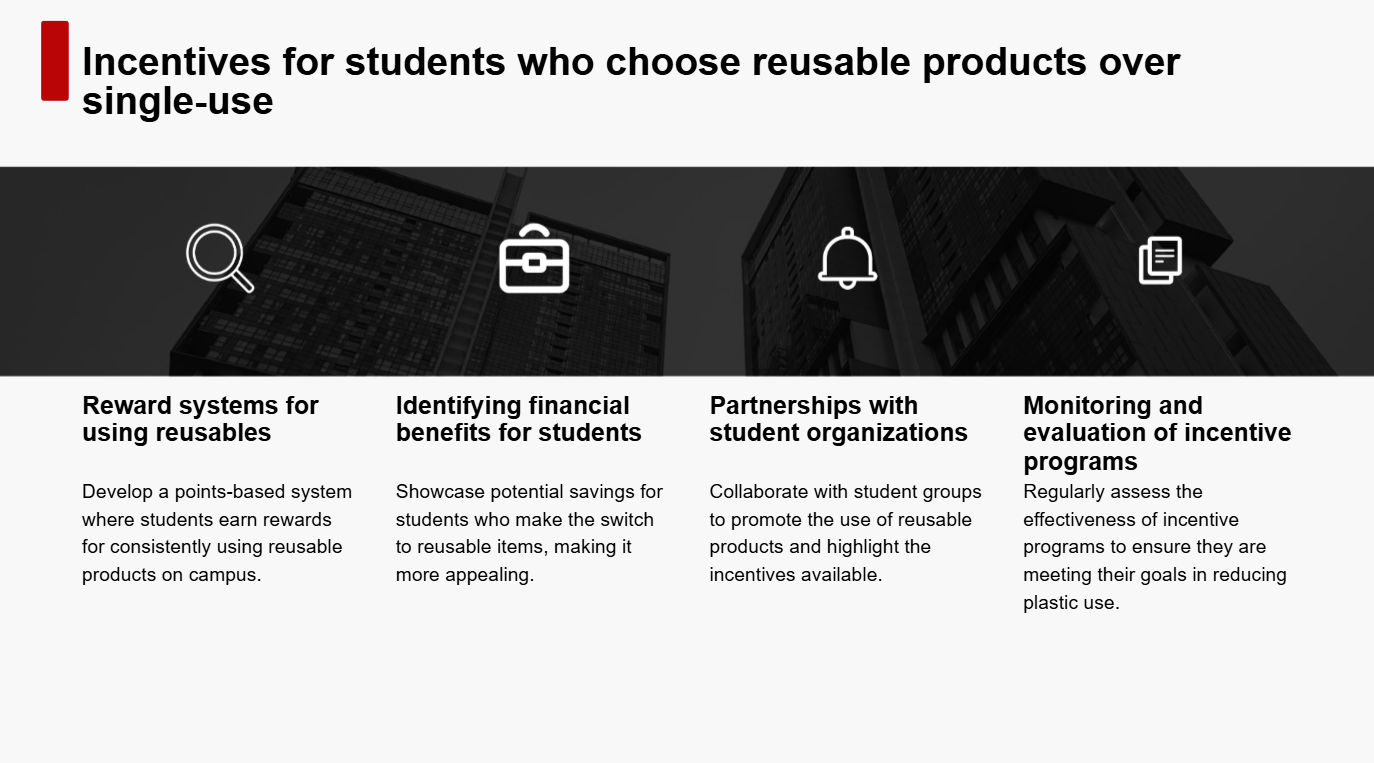 Incentives for students who choose reusable products over
single-use
Reward systems for
using reusables
Develop a points-based system
where students earn rewards
for consistently using reusable
products on campus.
Identifying financial
benefits for students
Showcase potential savings for
students who make the switch
to reusable items, making it
more appealing.
Partnerships with
student organizations
Collaborate with student groups
to promote the use of reusable
products and highlight the
incentives available.
Monitoring and
evaluation of incentive
programs
Regularly assess the
effectiveness of incentive
programs to ensure they are
meeting their goals in reducing
plastic use.